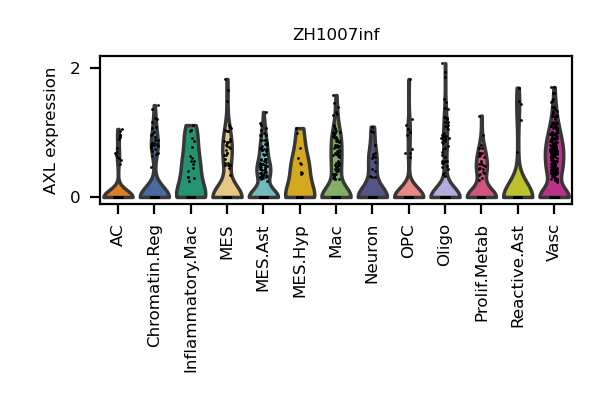 ZH1007inf
AXL expression
2
0
AC
Chromatin.Reg
Inflammatory.Mac
MES
MES.Ast
MES.Hyp
Mac
Neuron
OPC
Oligo
Prolif.Metab
Reactive.Ast
Vasc